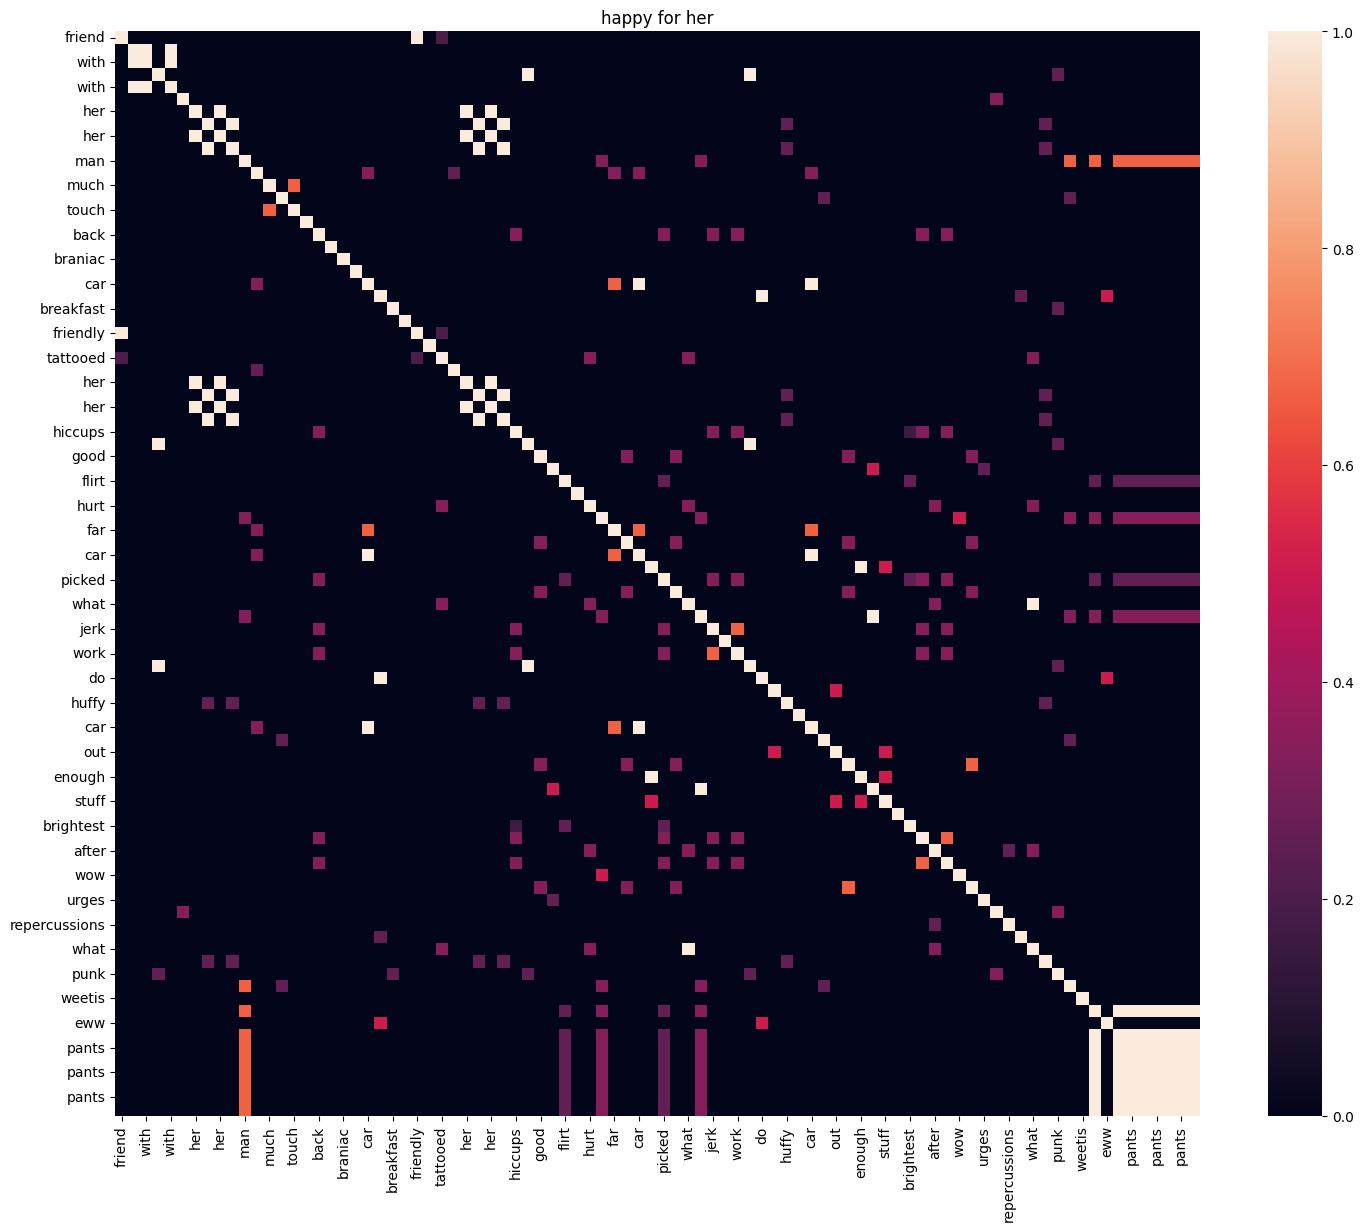 happy for her
friend
with
with
her
her
man
much
touch
back
braniac
car
breakfast
friendly
tattooed
her
her
hiccups
good
flirt
hurt
far
car
picked
what
jerk
work
do
huffy
car
out
enough
stuff
brightest
after
wow
urges
repercussions
what
punk
weetis
eww
pants
pants
pants
1.0
0.8
0.6
0.4
0.2
0.0
friend
with
with
her
her
man
much
touch
back
braniac
car
breakfast
friendly
tattooed
her
her
hiccups
good
flirt
hurt
far
car
picked
what
jerk
work
do
huffy
car
out
enough
stuff
brightest
after
wow
urges
repercussions
what
punk
weetis
eww
pants
pants
pants